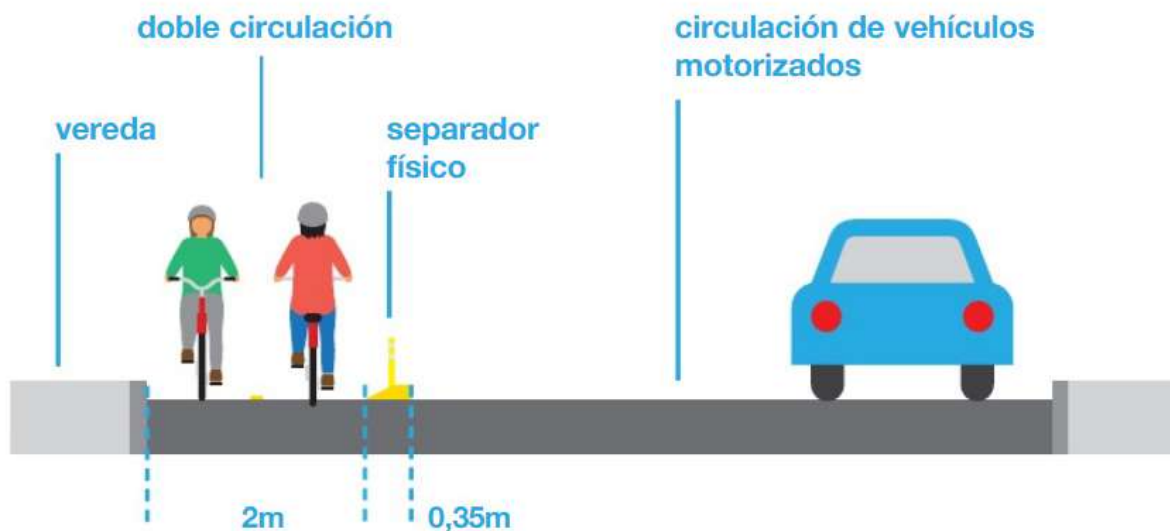 doble circulación
circulación de vehículos
motorizados
vereda
separador
físico
2m
0,35m